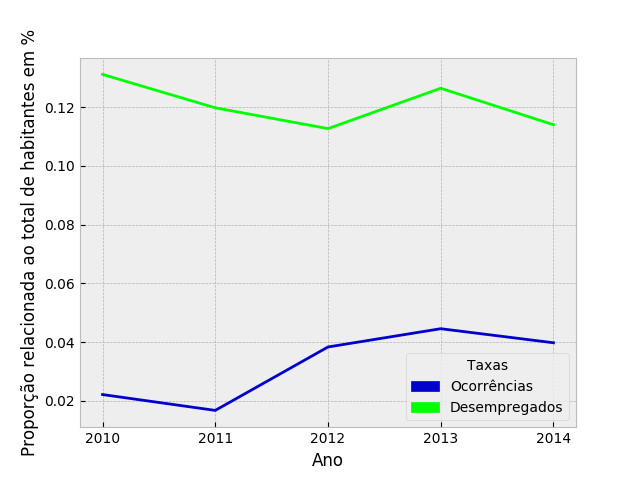 Proporção relacionada ao total de habitantes em %
0.12
0.10
0.08
0.06
0.04
0.02
2010 2011 2012 2013 2014
Ano
Taxas
Ocorrências
Desempregados